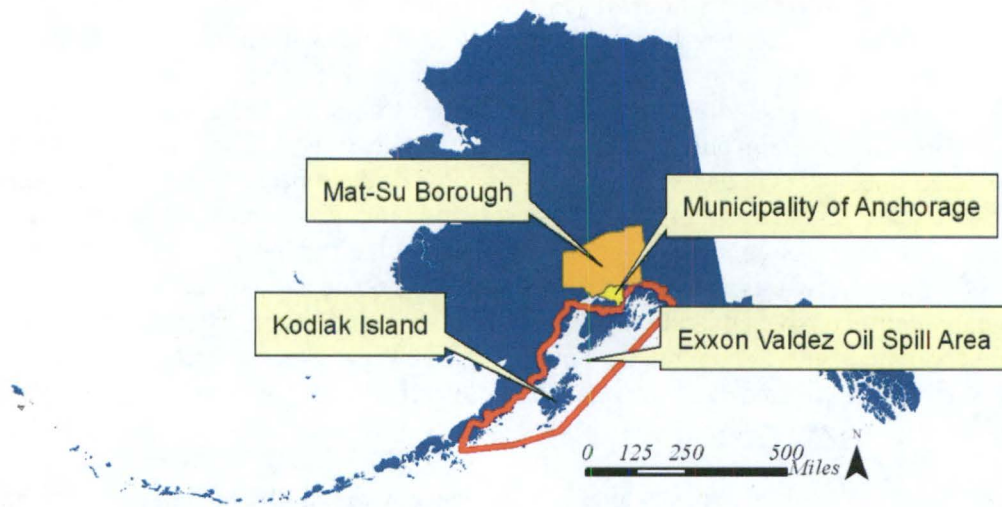 Mat-Su Borough
Municipality of Anchorage
Kodiak Island
Exxon Valdez Oil Spill Area
N
0 125 250 500
Miles